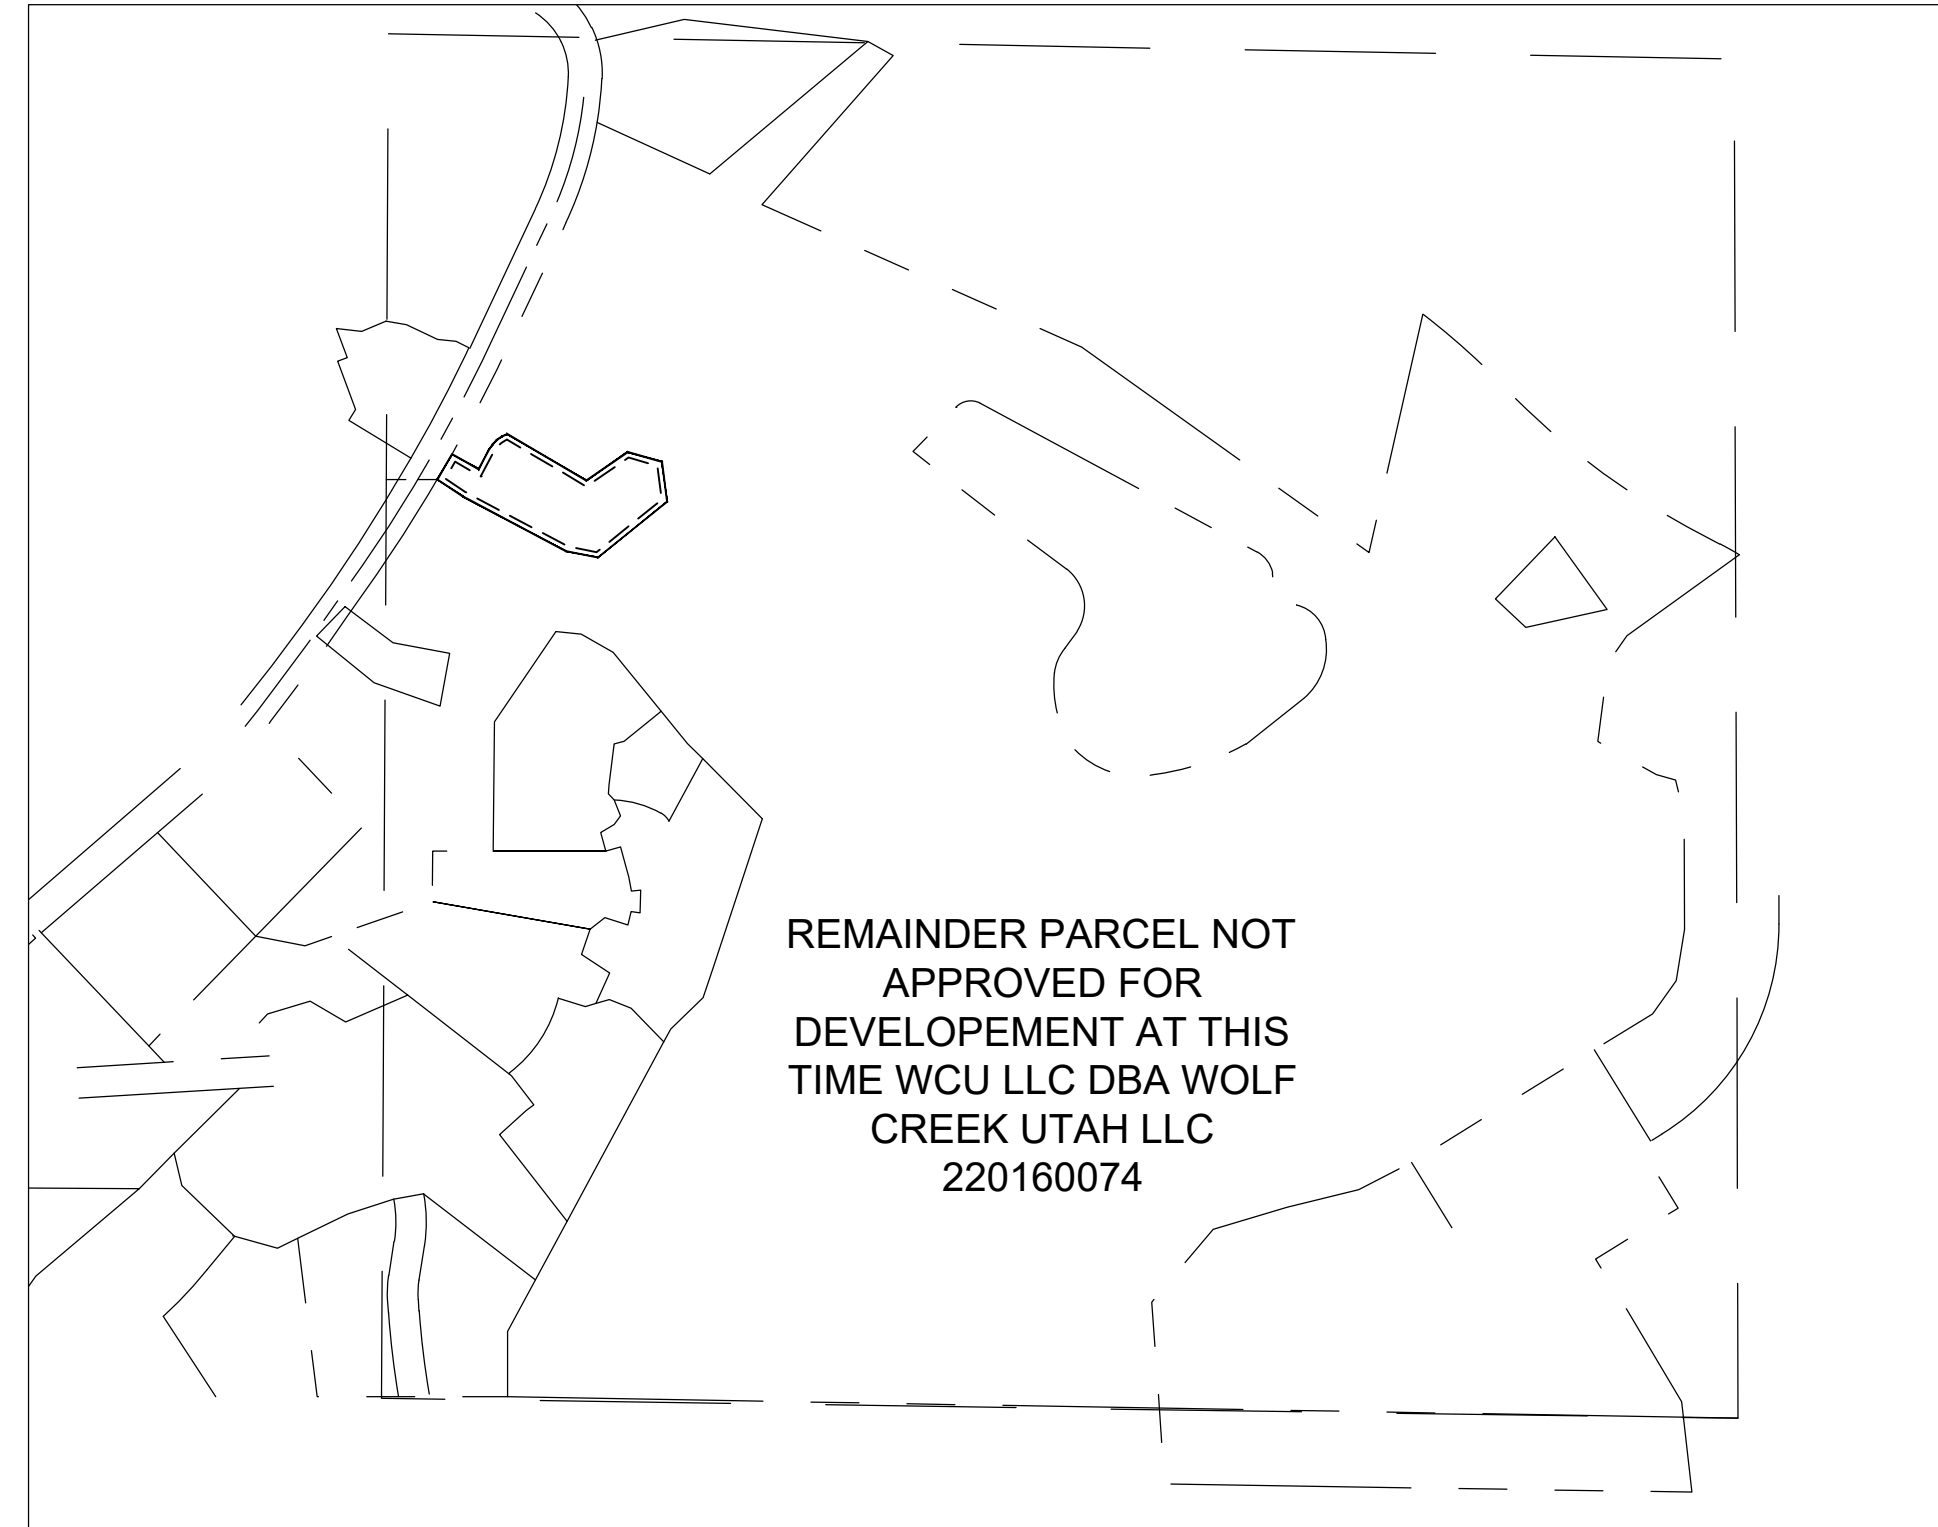 REMAINDER PARCEL NOT
APPROVED FOR
DEVELOPEMENT AT THIS
TIME WCU LLC DBA WOLF
CREEK UTAH LLC
220160074